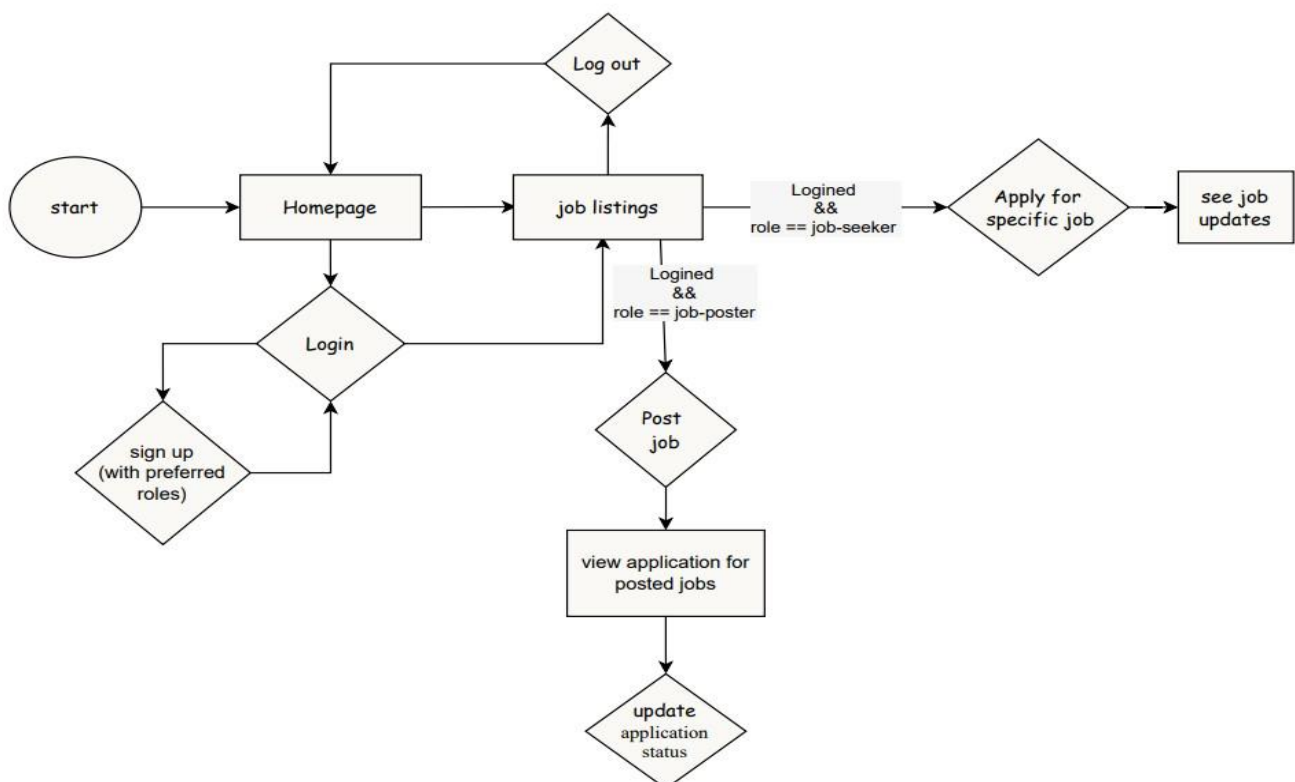 Log out
start
Homepage
job listings
Logined
&&
role == job-seeker
Apply for
specific job
see job
updates
Logined
&&
role == job-poster
Login
sign up
(with preferred
roles)
Post
job
view application for
posted jobs
update
application
status